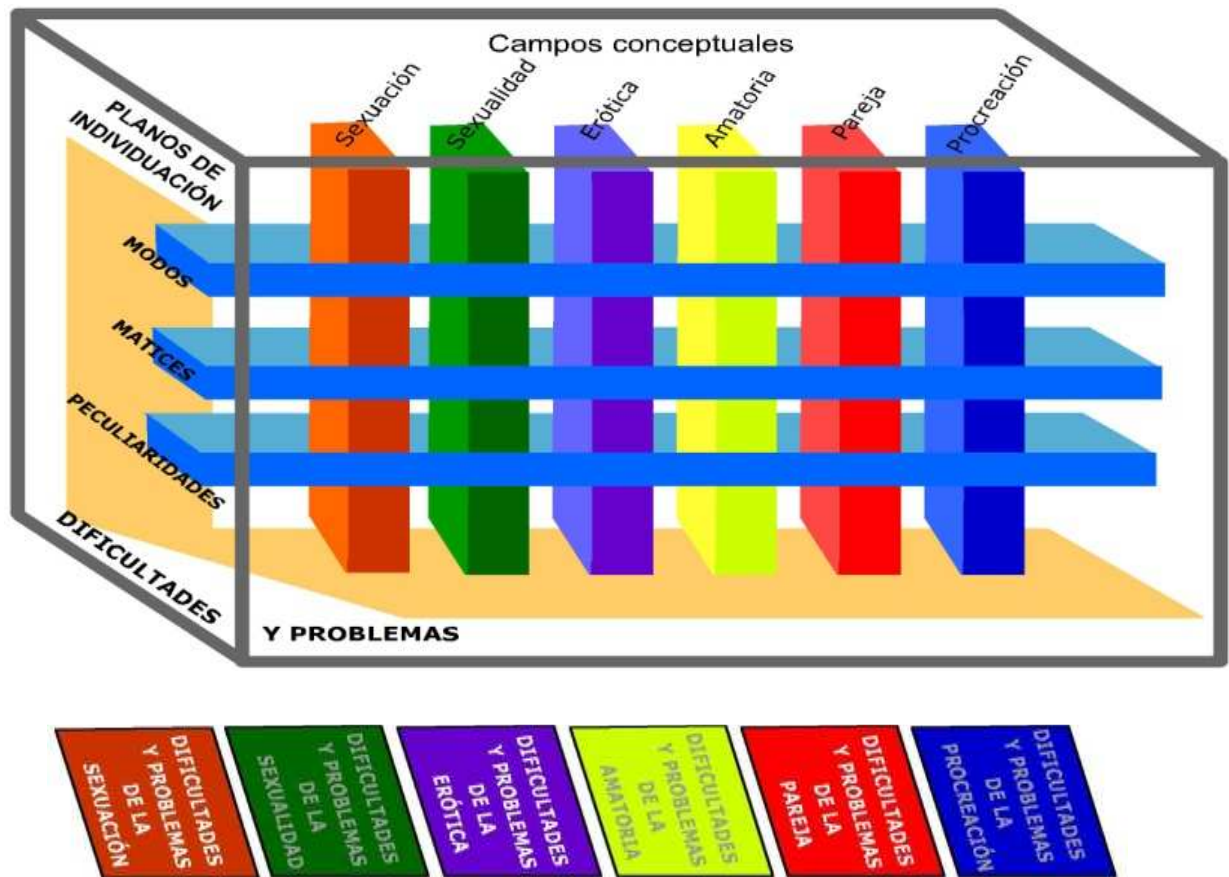 Campos conceptuales
Sexuación
Sexualidad
Erótica
Amatoria
Pareja
Procreación
PLANOS DE
INDIVIDUACIÓN
MODOS
MATICES
PECULIARIDADES
DIFICULTADES
Y PROBLEMAS
DIFICULTADES
Y PROBLEMAS
DE LA
SEXUACIÓN
DIFICULTADES
Y PROBLEMAS
DE LA
SEXUALIDAD
DIFICULTADES
Y PROBLEMAS
DE LA
ERÓTICA
DIFICULTADES
Y PROBLEMAS
DE LA
AMATORIA
DIFICULTADES
Y PROBLEMAS
DE LA
PAREJA
DIFICULTADES
Y PROBLEMAS
DE LA
PROCREACIÓN